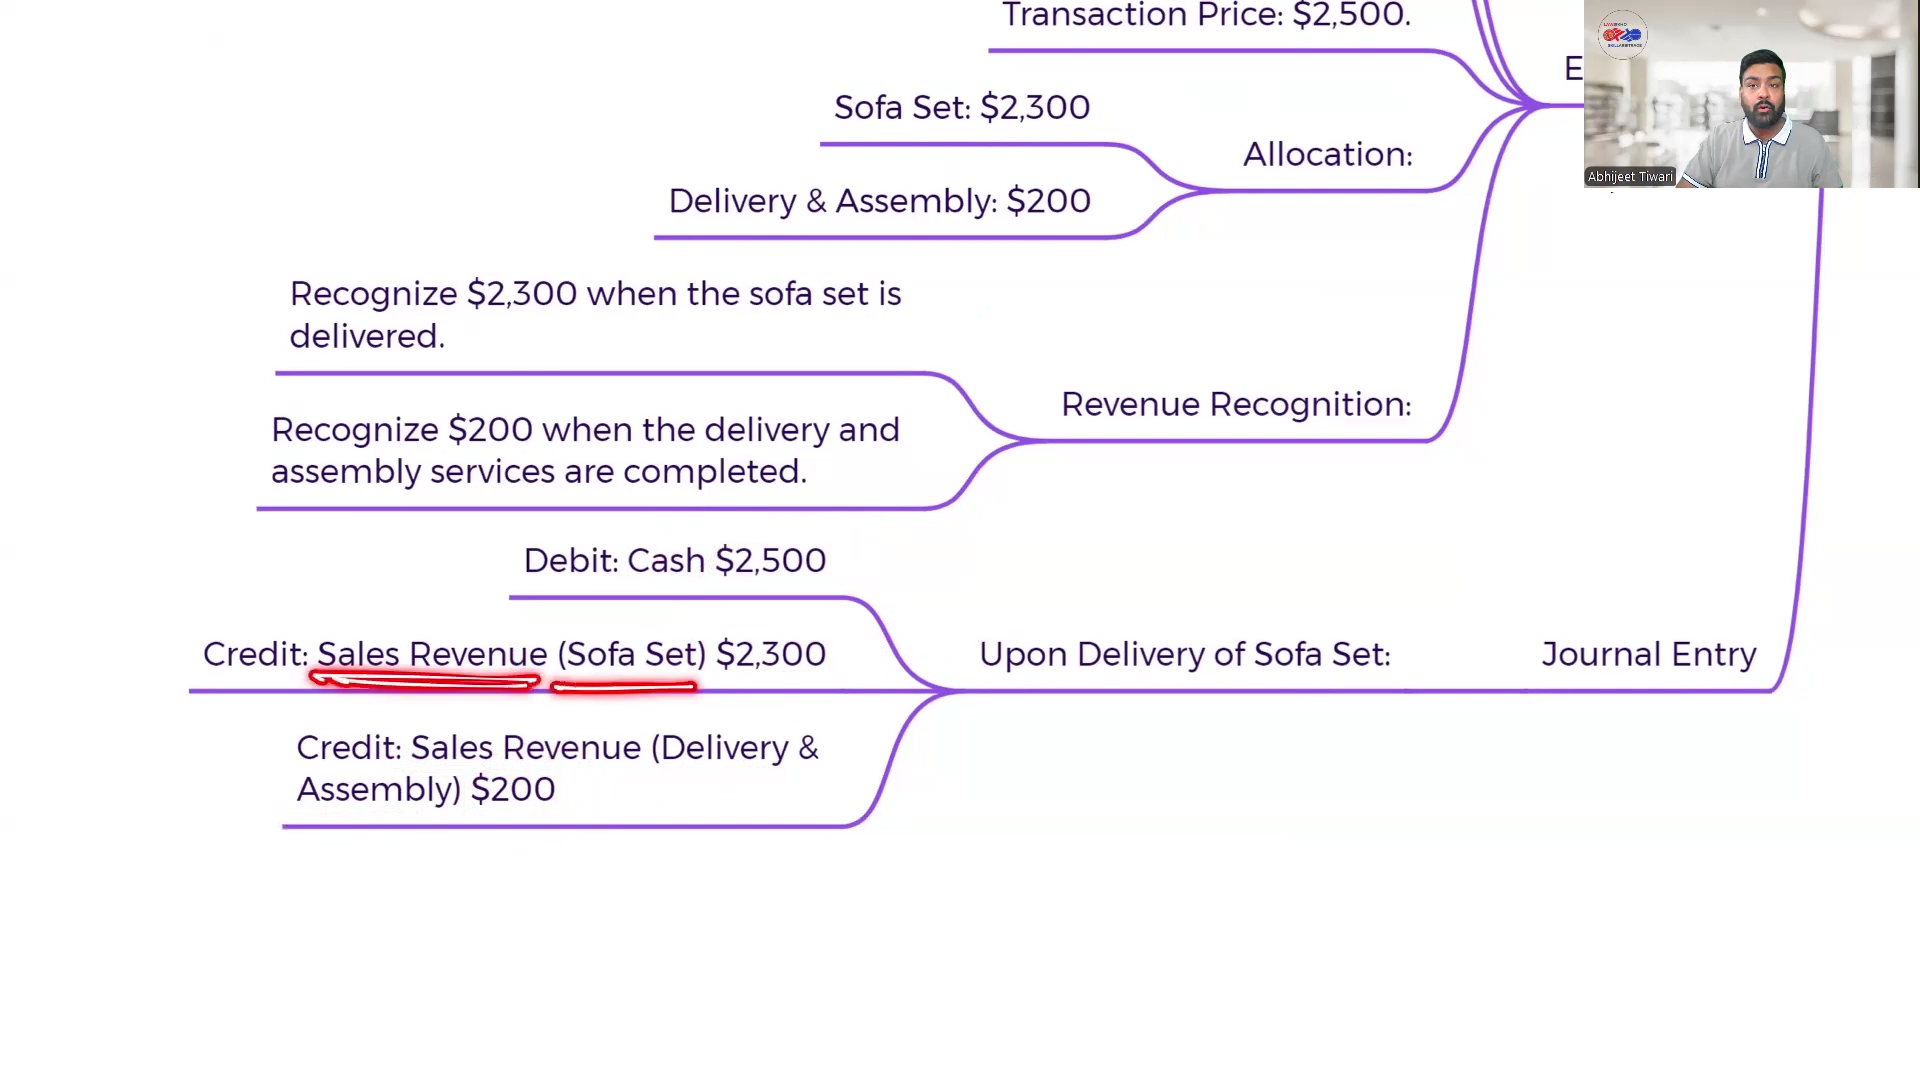 Transaction Price: $2,500.
Sofa Set: $2,300
Allocation:
Delivery & Assembly: $200
Recognize $2,300 when the sofa set is
delivered.
Revenue Recognition:
Recognize $200 when the delivery and
assembly services are completed.
Debit: Cash $2,500
Credit: Sales Revenue (Sofa Set) $2,300
Upon Delivery of Sofa Set:
Journal Entry
Credit: Sales Revenue (Delivery &
Assembly) $200
E
Abhijeet Tiwari